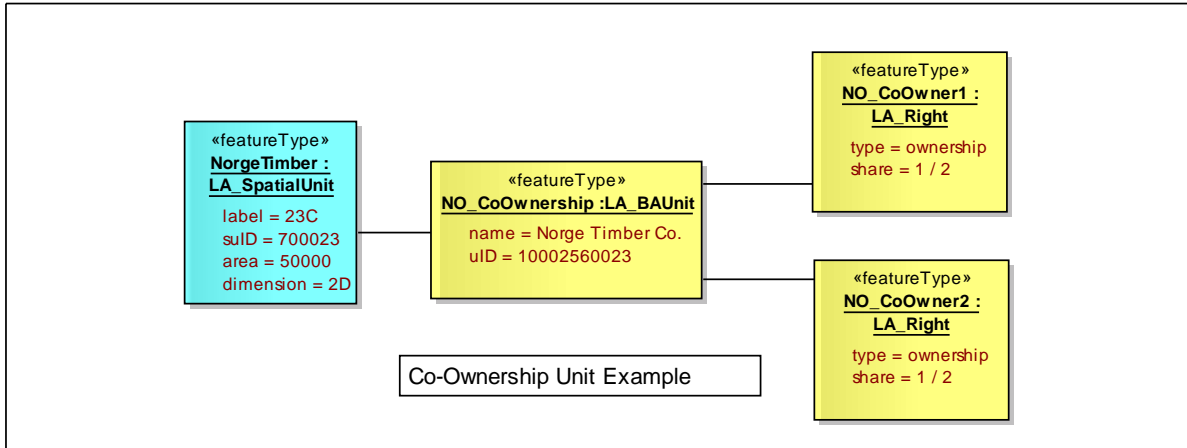 «featureType»
NorgeTimber :
LA_SpatialUnit
label = 23C
suID = 700023
area = 50000
dimension = 2D
«featureType»
NO_CoOwnership :LA_BAUnit
name = Norge Timber Co.
uID = 10002560023
«featureType»
NO_CoOwner1 :
LA_Right
type = ownership
share = 1 / 2
«featureType»
NO_CoOwner2 :
LA_Right
type = ownership
share = 1 / 2
Co-Ownership Unit Example